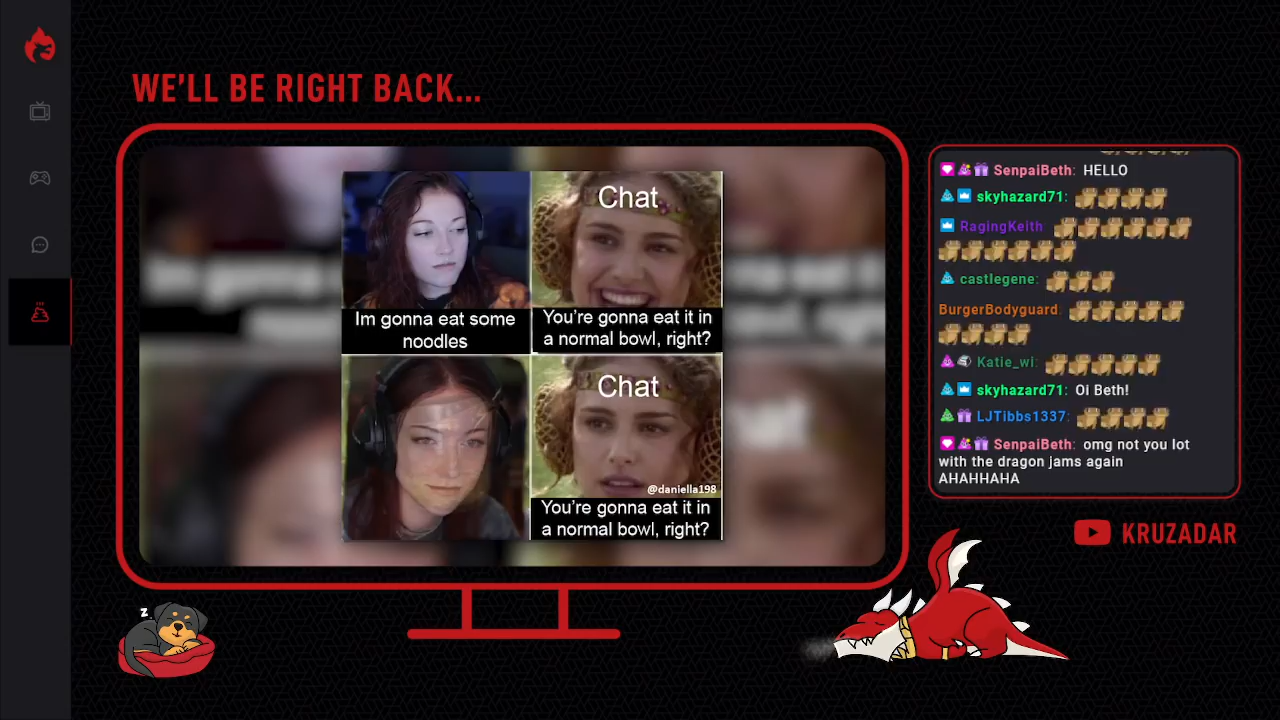 WE'LL BE RIGHT BACK...
Chat
Im gonna eat some
noodles
You're gonna eat it in
a normal bowl, right?
Chat
@daniella198
You're gonna eat it in
a normal bowl, right?
SenpaiBeth: HELLO
skyhazard71:
RagingKeith:
castlegene:
BurgerBodyguard:
Katie_wi:
skyhazard71: Oi Beth!
LJTibbs1337:
SenpaiBeth: omg not you lot
with the dragon jams again
AHAHHAHA
KRUZADAR
z